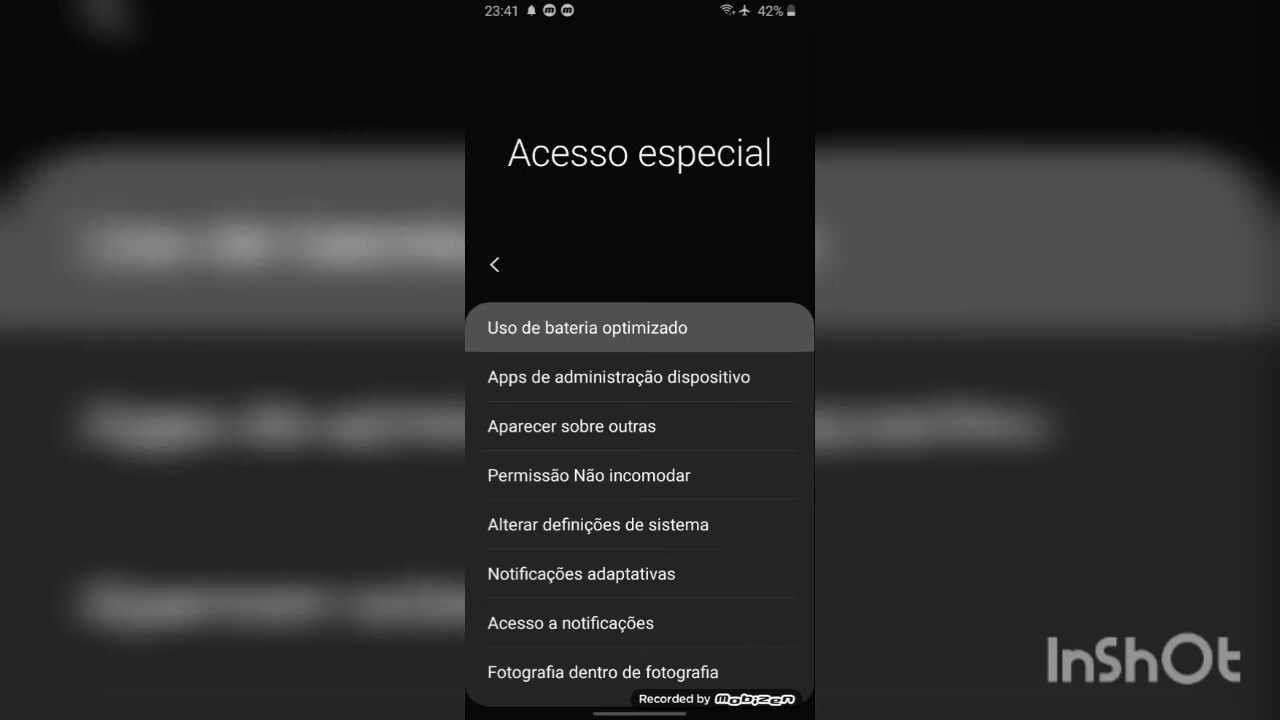 23:41 42%
Acesso especial
Uso de bateria optimizado
Apps de administração dispositivo
Aparecer sobre outras
Permissão Não incomodar
Alterar definições de sistema
Notificações adaptativas
Acesso a notificações
Fotografia dentro de fotografia
Recorded by Mobizen
InShOt